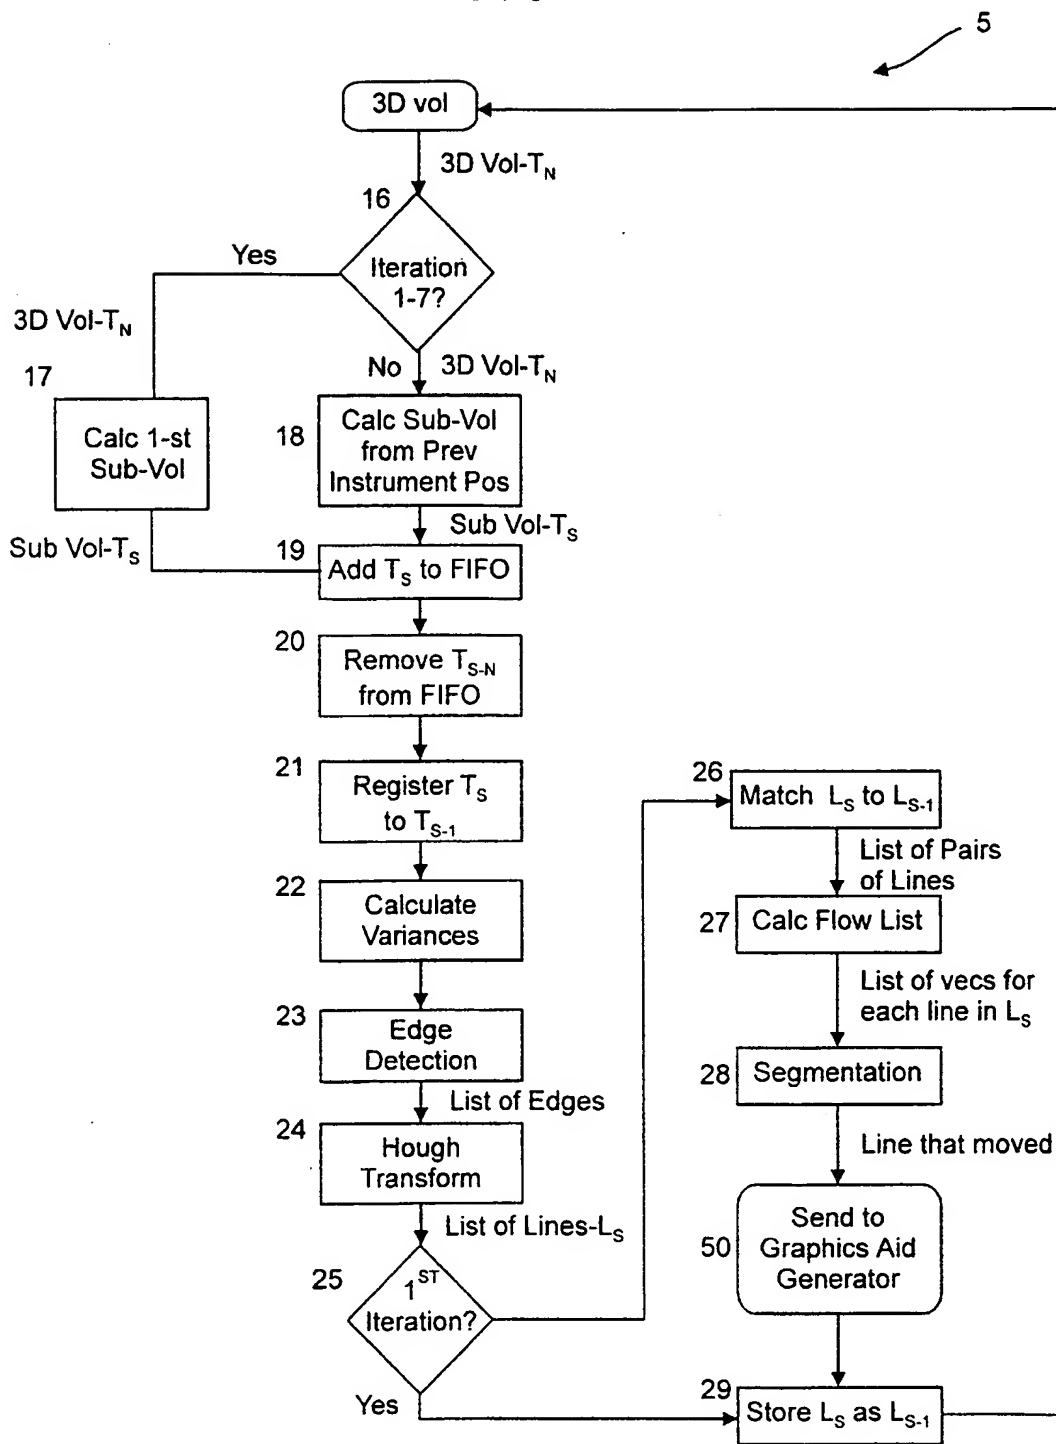 5
3D vol
3D Vol-T_N
16
Iteration
1-7?
Yes
3D Vol-T_N
No
3D Vol-T_N
17
Calc 1-st
Sub-Vol
18
Calc Sub-Vol
from Prev
Instrument Pos
Sub Vol-T_S
Sub Vol-T_S
19
Add T_S to FIFO
20
Remove T_S-N
from FIFO
21
Register T_S
to T_S-1
22
Calculate
Variances
23
Edge
Detection
List of Edges
24
Hough
Transform
List of Lines-L_S
25
1^ST
Iteration?
Yes
26
Match L_S to L_S-1
List of Pairs
of Lines
27
Calc Flow List
List of vecs for
each line in L_S
28
Segmentation
Line that moved
50
Send to
Graphics Aid
Generator
29
Store L_S as L_S-1